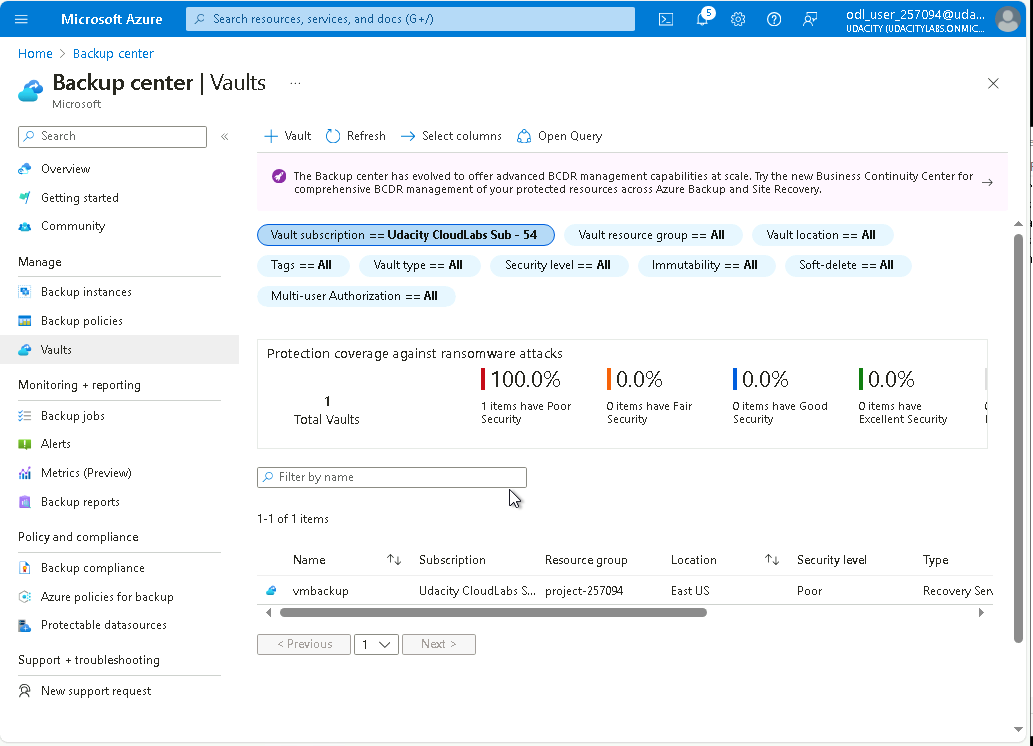 Microsoft Azure
Search resources, services, and docs (G+/)
5
odl_user_257094@uda...
UDACITY (UDACITYLABS.ONMIC...
Home > Backup center
Backup center | Vaults ...
Microsoft
Search
«
Overview
Getting started
Community
Manage
Backup instances
Backup policies
Vaults
Monitoring + reporting
Backup jobs
Alerts
Metrics (Preview)
Backup reports
Policy and compliance
Backup compliance
Azure policies for backup
Protectable datasources
Support + troubleshooting
New support request
Vault Refresh Select columns Open Query
The Backup center has evolved to offer advanced BCDR management capabilities at scale. Try the new Business Continuity Center for
comprehensive BCDR management of your protected resources across Azure Backup and Site Recovery.
Vault subscription == Udacity CloudLabs Sub - 54 Vault resource group == All Vault location == All
Tags == All Vault type == All Security level == All Immutability == All Soft-delete == All
Multi-user Authorization == All
Protection coverage against ransomware attacks
1
Total Vaults
100.0%
1 items have Poor
Security
0.0%
0 items have Fair
Security
0.0%
0 items have Good
Security
0.0%
0 items have
Excellent Security
Filter by name
1-1 of 1 items
Name Subscription Resource group Location Security level Type
vmbackup Udacity CloudLabs S... project-257094 East US Poor Recovery Serv
< Previous 1 Next >